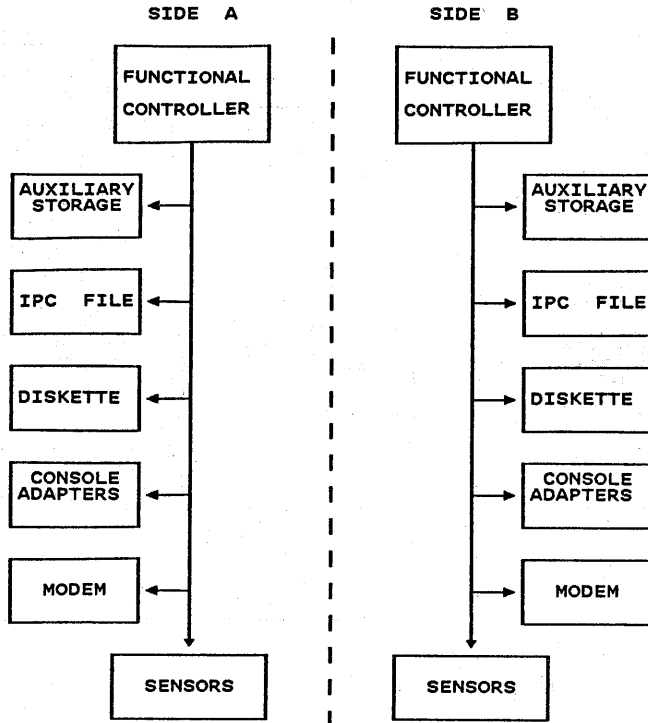 SIDE A
FUNCTIONAL
CONTROLLER
AUXILIARY
STORAGE
IPC FILE
DISKETTE
CONSOLE
ADAPTERS
MODEM
SENSORS
SIDE B
FUNCTIONAL
CONTROLLER
AUXILIARY
STORAGE
IPC FILE
DISKETTE
CONSOLE
ADAPTERS
MODEM
SENSORS